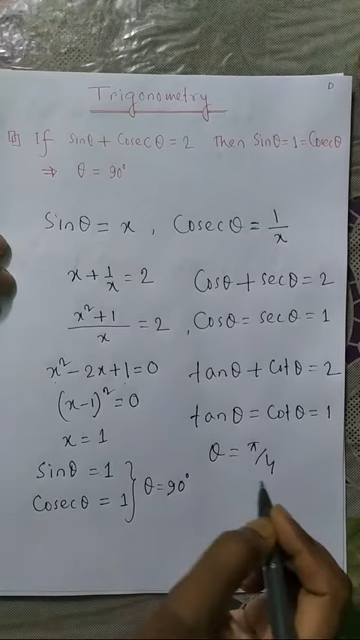 Trigonometry
If sinθ + Cosecθ = 2 Then Sinθ = 1 = Cosecθ
⇒ θ = 90°
Sinθ = x , Cosecθ = 1/x
x + 1/x = 2
(x² + 1)/x = 2
x² - 2x + 1 = 0
(x - 1)² = 0
x = 1
Sinθ = 1
Cosecθ = 1 } θ = 90°
Cosθ + secθ = 2
, Cosθ = secθ = 1
tanθ + Cotθ = 2
tanθ = Cotθ = 1
θ = π/4